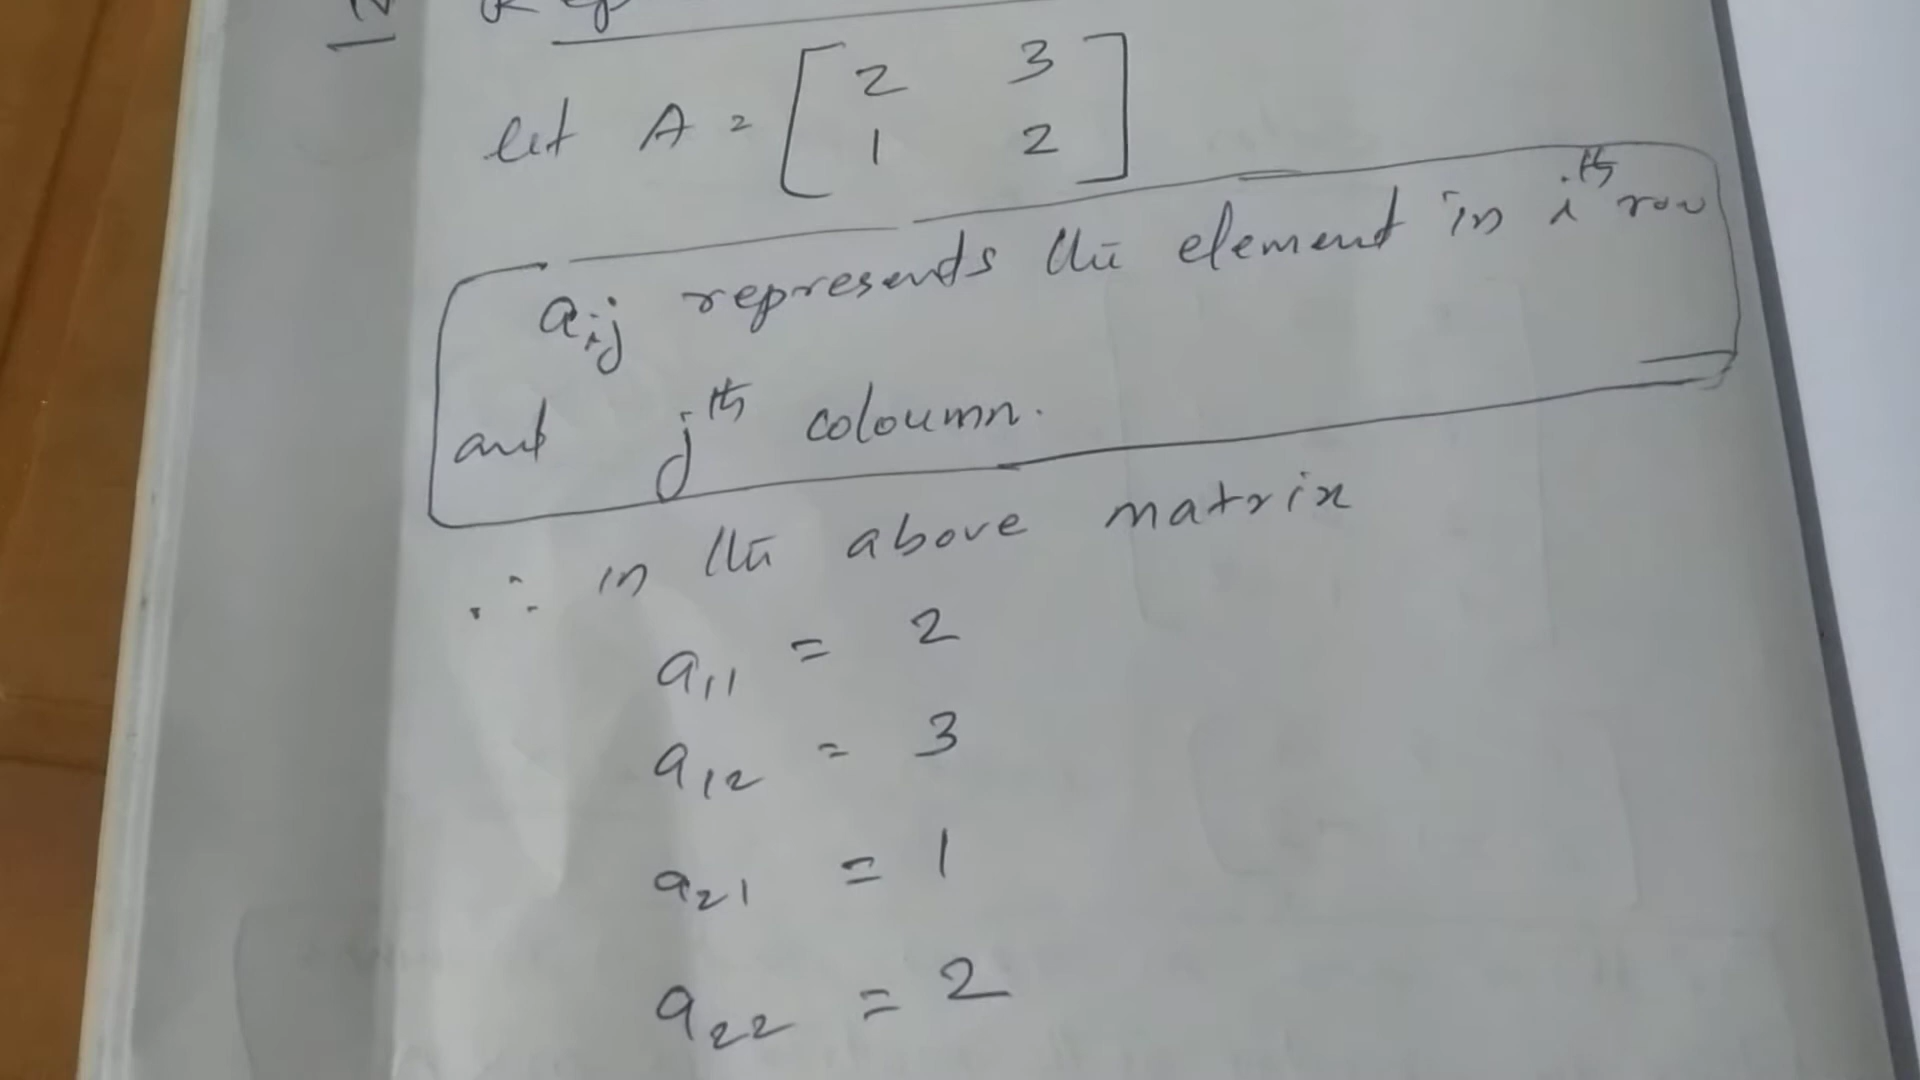 let A = [ 2 3
1 2 ]
aij represents the element in ith row
and jth coloumn.
∴ in the above matrix
a11 = 2
a12 = 3
a21 = 1
a22 = 2